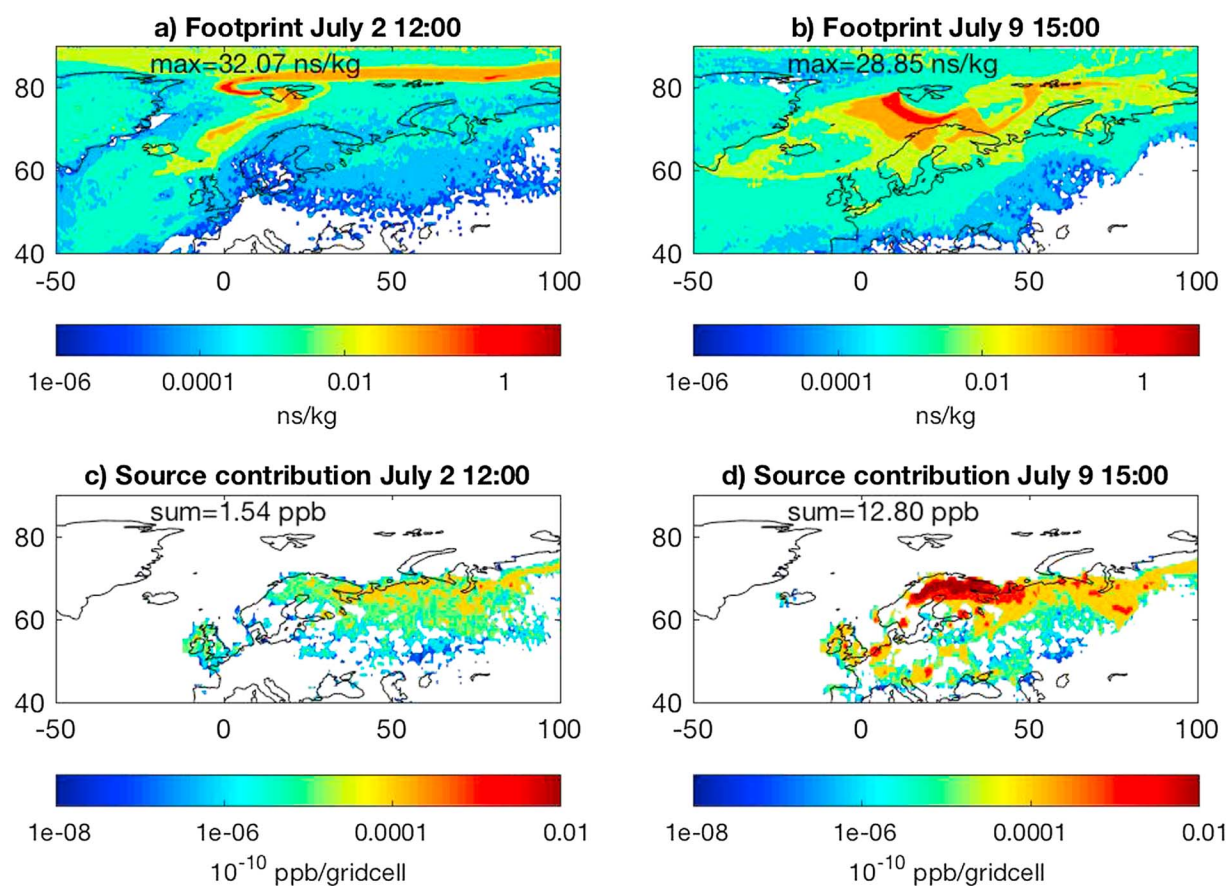 a) Footprint July 2 12:00
max=32.07 ns/kg
80
60
40
-50 0 50 100
1e-06 0.0001 0.01 1
ns/kg
b) Footprint July 9 15:00
max=28.85 ns/kg
80
60
40
-50 0 50 100
1e-06 0.0001 0.01 1
ns/kg
c) Source contribution July 2 12:00
sum=1.54 ppb
80
60
40
-50 0 50 100
1e-08 1e-06 0.0001 0.01
10⁻¹⁰ ppb/gridcell
d) Source contribution July 9 15:00
sum=12.80 ppb
80
60
40
-50 0 50 100
1e-08 1e-06 0.0001 0.01
10⁻¹⁰ ppb/gridcell